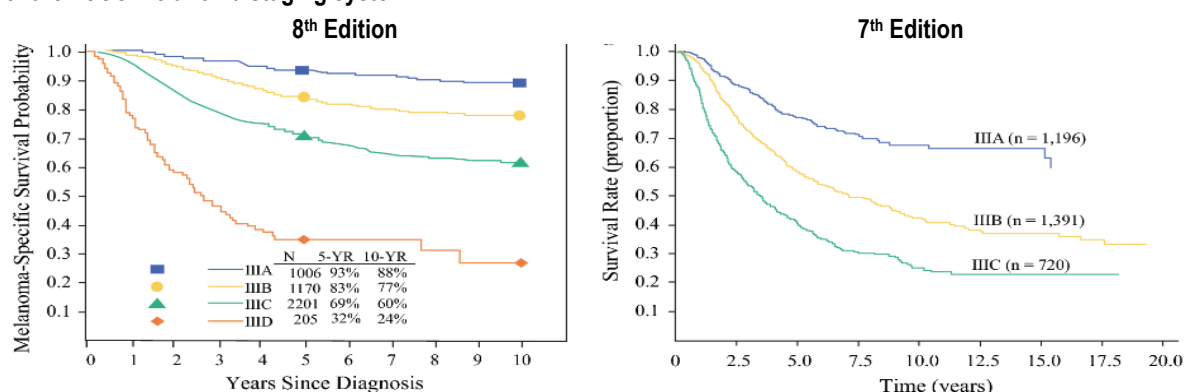 8th Edition
7th Edition
Melanoma-Specific Survival Probability
1.0
0.9
0.8
0.7
0.6
0.5
0.4
0.3
0.2
0.1
N 5-YR 10-YR
IIIA 1006 93% 88%
IIIB 1170 83% 77%
IIIC 2201 69% 60%
IIID 205 32% 24%
0 1 2 3 4 5 6 7 8 9 10
Years Since Diagnosis
Survival Rate (proportion)
1.0
0.9
0.8
0.7
0.6
0.5
0.4
0.3
0.2
0.1
IIIA (n = 1,196)
IIIB (n = 1,391)
IIIC (n = 720)
0 2.5 5.0 7.5 10.0 12.5 15.0 17.5 20.0
Time (years)